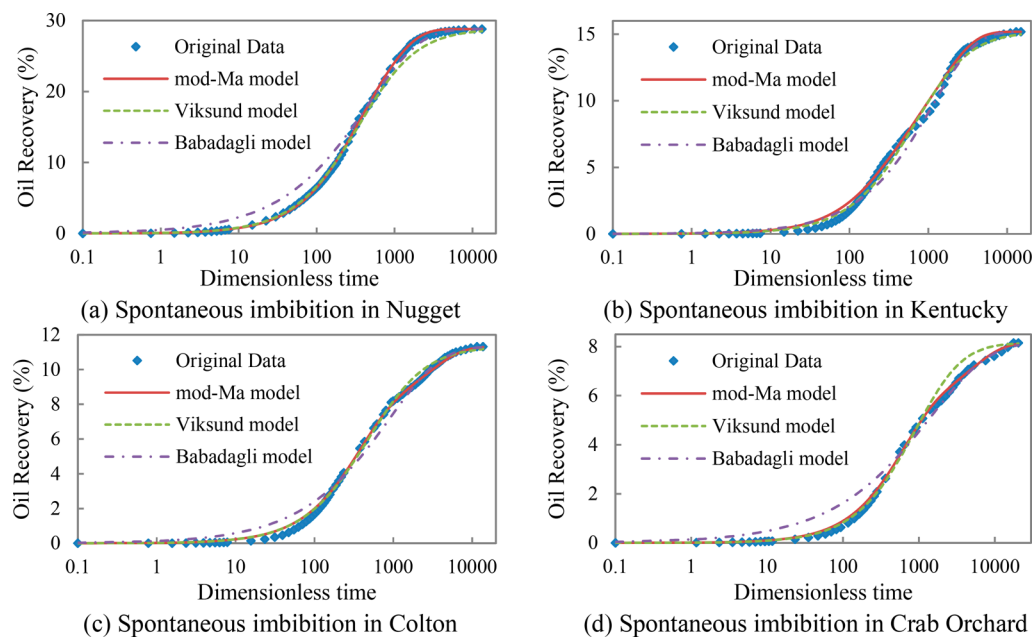 Oil Recovery (%)
30
20
10
0
Original Data
mod-Ma model
Viksund model
Babadagli model
0.1 1 10 100 1000 10000
Dimensionless time
(a) Spontaneous imbibition in Nugget
Oil Recovery (%)
15
10
5
0
Original Data
mod-Ma model
Viksund model
Babadagli model
0.1 1 10 100 1000 10000
Dimensionless time
(b) Spontaneous imbibition in Kentucky
Oil Recovery (%)
12
10
8
6
4
2
0
Original Data
mod-Ma model
Viksund model
Babadagli model
0.1 1 10 100 1000 10000
Dimensionless time
(c) Spontaneous imbibition in Colton
Oil Recovery (%)
8
6
4
2
0
Original Data
mod-Ma model
Viksund model
Babadagli model
0.1 1 10 100 1000 10000
Dimensionless time
(d) Spontaneous imbibition in Crab Orchard